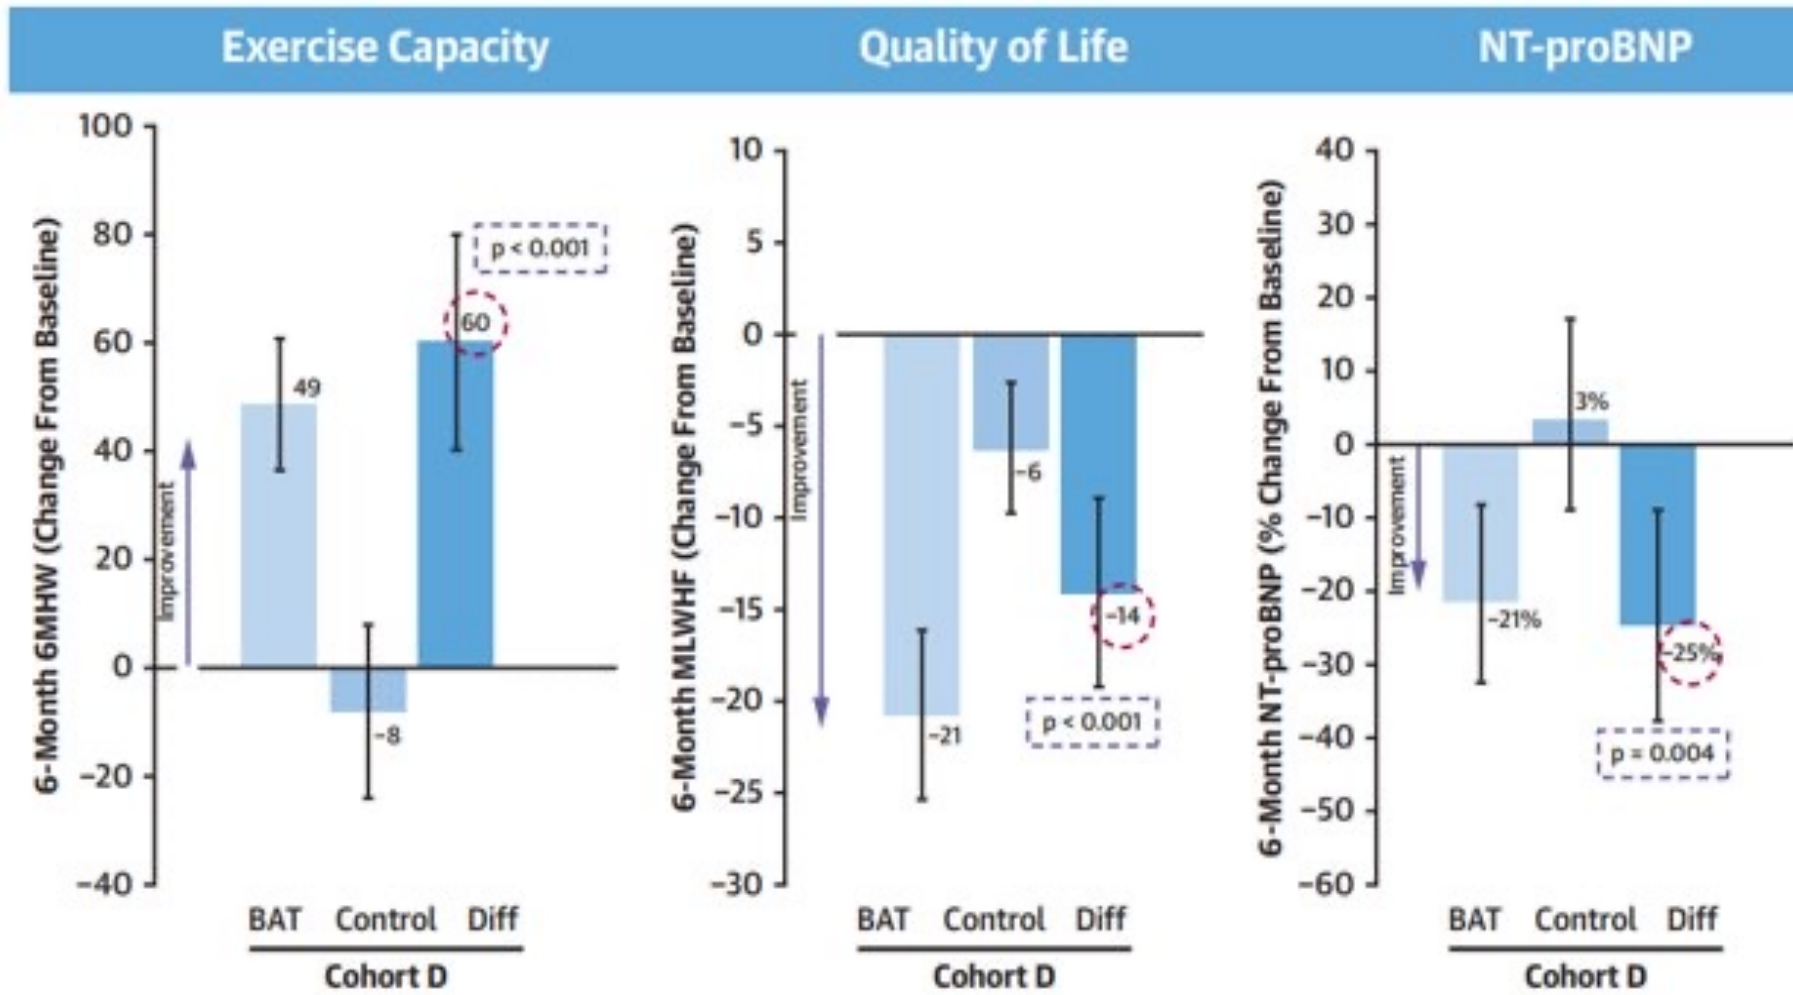 Exercise Capacity
Quality of Life
NT-proBNP
6-Month 6MHW (Change From Baseline)
100
80
60
40
20
0
−20
−40
Improvement
49
−8
60
p < 0.001
BAT Control Diff
Cohort D
6-Month MLWHF (Change From Baseline)
10
5
0
−5
−10
−15
−20
−25
−30
Improvement
−21
−6
−14
p < 0.001
BAT Control Diff
Cohort D
6-Month NT-proBNP (% Change From Baseline)
40
30
20
10
0
−10
−20
−30
−40
−50
−60
Improvement
−21%
3%
−25%
p = 0.004
BAT Control Diff
Cohort D